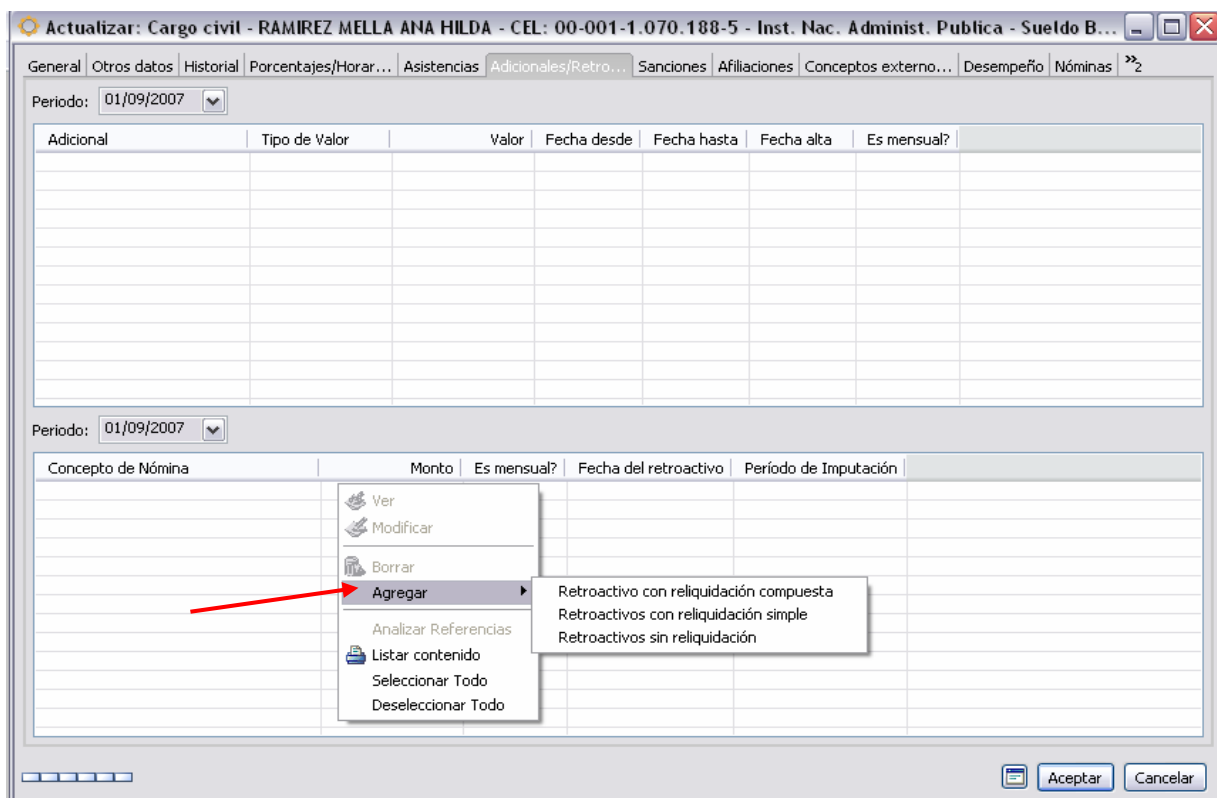 Actualizar: Cargo civil - RAMIREZ MELLA ANA HILDA - CEL: 00-001-1.070.188-5 - Inst. Nac. Administ. Publica - Sueldo B...
General Otros datos Historial Porcentajes/Horar... Asistencias Adicionales/Retro... Sanciones Afiliaciones Conceptos externo... Desempeño Nóminas »2
Periodo: 01/09/2007
Adicional Tipo de Valor Valor Fecha desde Fecha hasta Fecha alta Es mensual?
Periodo: 01/09/2007
Concepto de Nómina Monto Es mensual? Fecha del retroactivo Período de Imputación
Ver
Modificar
Borrar
Agregar
Retroactivo con reliquidación compuesta
Retroactivos con reliquidación simple
Retroactivos sin reliquidación
Analizar Referencias
Listar contenido
Seleccionar Todo
Deseleccionar Todo
Aceptar Cancelar